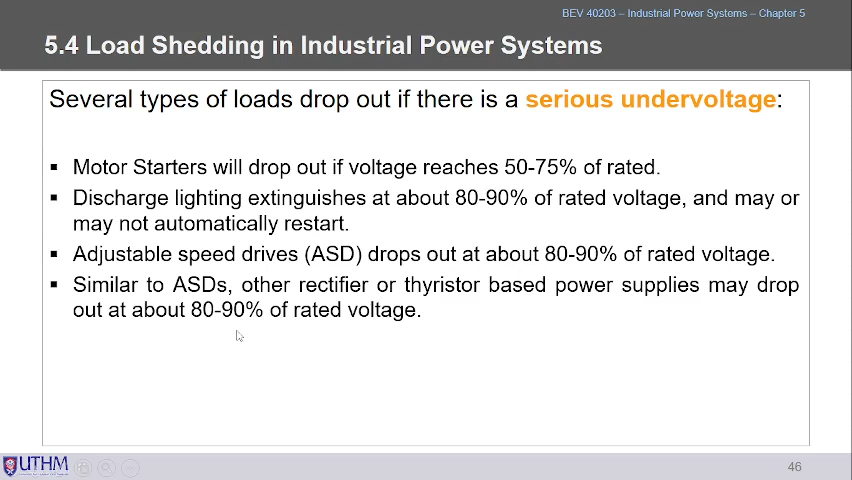 BEV 40203 – Industrial Power Systems – Chapter 5
5.4 Load Shedding in Industrial Power Systems
Several types of loads drop out if there is a serious undervoltage:
▪ Motor Starters will drop out if voltage reaches 50-75% of rated.
▪ Discharge lighting extinguishes at about 80-90% of rated voltage, and may or
may not automatically restart.
▪ Adjustable speed drives (ASD) drops out at about 80-90% of rated voltage.
▪ Similar to ASDs, other rectifier or thyristor based power supplies may drop
out at about 80-90% of rated voltage.
UTHM
46